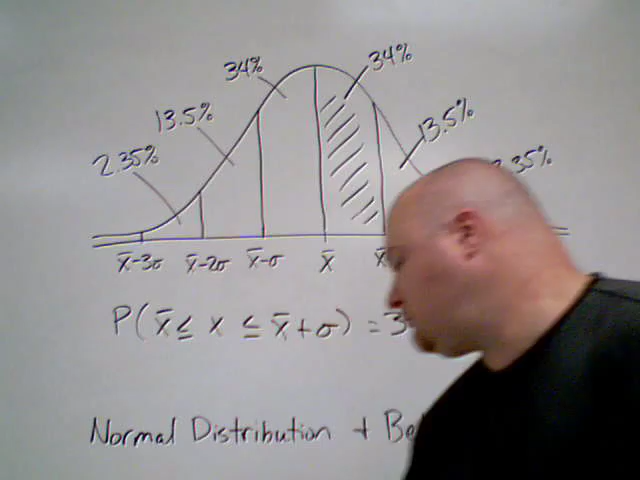 34% 34%
13.5% 13.5%
2.35% .35%
x̄-3σ x̄-2σ x̄-σ x̄ x̄
P( x̄ ≤ x ≤ x̄+σ ) = 3
Normal Distribution + Be